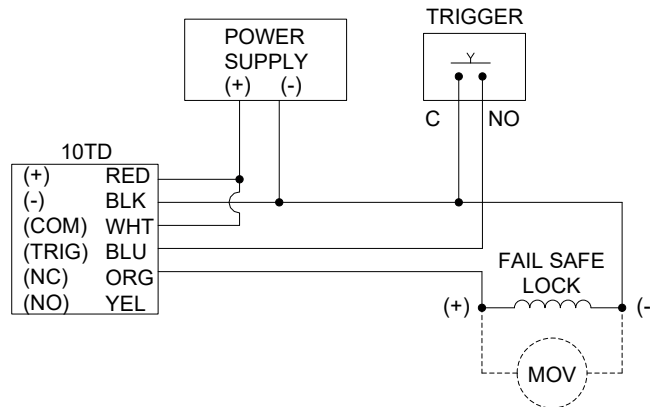 TRIGGER
POWER
SUPPLY
(+) (-)
C NO
10TD
(+) RED
(-) BLK
(COM) WHT
(TRIG) BLU
(NC) ORG
(NO) YEL
FAIL SAFE
LOCK
(+) (-
MOV